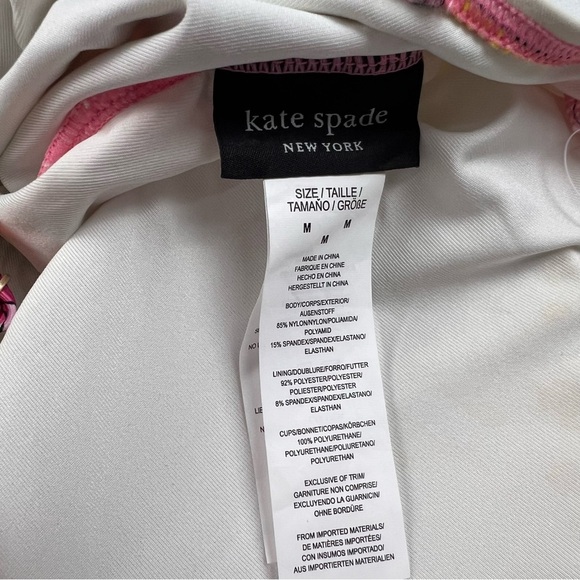 kate spade
NEW YORK
SIZE / TAILLE /
TAMAÑO / GRÖßE
M M
M
MADE IN CHINA
FABRIQUE EN CHINE
HECHO EN CHINA
HERGESTELLT IN CHINA
BODY/CORPS/EXTERIOR/
AUßENSTOFF
85% NYLON/NYLON/POLIAMIDA/
POLYAMID
15% SPANDEX/SPANDEX/ELASTANO/
ELASTHAN
LINING/DOUBLURE/FORRO/FUTTER
92% POLYESTER/POLYESTER/
POLIESTER/POLYESTER
8% SPANDEX/SPANDEX/ELASTANO/
ELASTHAN
CUPS/BONNET/COPAS/KÖRBCHEN
100% POLYURETHANE/
POLYURETHANE/POLIURETANO/
POLYURETHAN
EXCLUSIVE OF TRIM/
GARNITURE NON COMPRISE/
EXCLUYENDO LA GUARNICIN/
OHNE BORDÜRE
FROM IMPORTED MATERIALS/
DE MATIÈRES IMPORTÉES/
CON INSUMOS IMPORTADO/
AUS IMPORTIERTEN MATERIALIEN